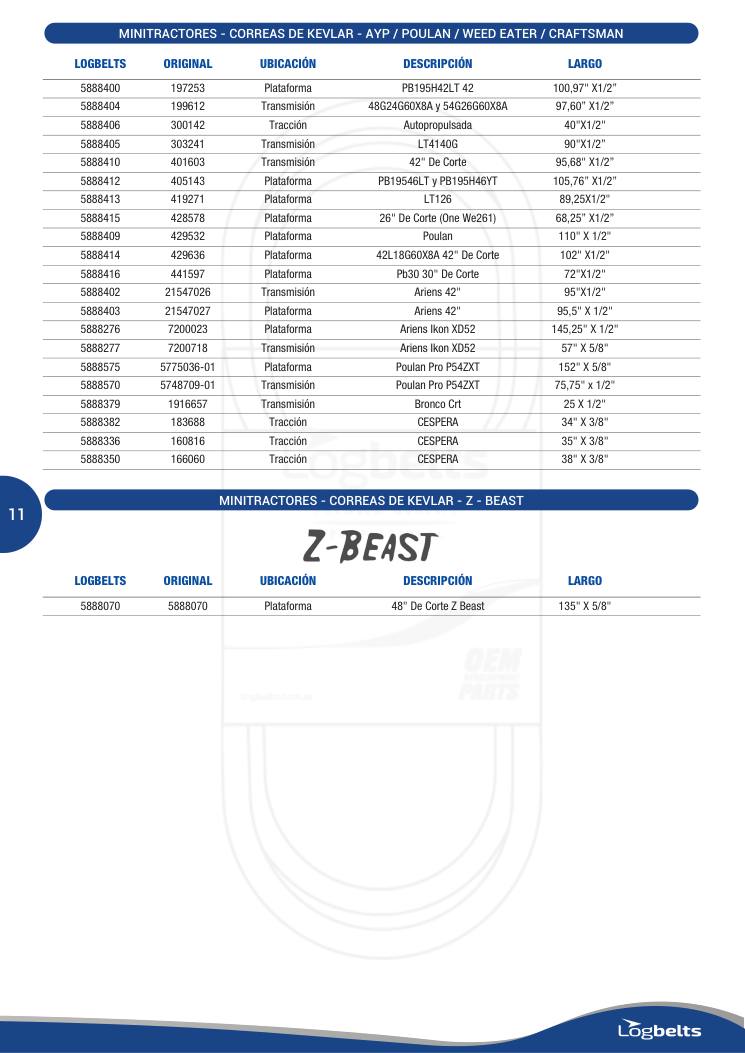 MINITRACTORES - CORREAS DE KEVLAR - AYP / POULAN / WEED EATER / CRAFTSMAN
LOGBELTS ORIGINAL UBICACIÓN DESCRIPCIÓN LARGO
5888400 197253 Plataforma PB195H42LT 42 100,97" X1/2"
5888404 199612 Transmisión 48G24G60X8A y 54G26G60X8A 97,60” X1/2"
5888406 300142 Tracción Autopropulsada 40"X1/2"
5888405 303241 Transmisión LT4140G 90"X1/2"
5888410 401603 Transmisión 42" De Corte 95,68" X1/2"
5888412 405143 Plataforma PB19546LT y PB195H46YT 105,76” X1/2”
5888413 419271 Plataforma LT126 89,25X1/2"
5888415 428578 Plataforma 26" De Corte (One We261) 68,25” X1/2"
5888409 429532 Plataforma Poulan 110" X 1/2"
5888414 429636 Plataforma 42L18G60X8A 42" De Corte 102" X1/2"
5888416 441597 Plataforma Pb30 30" De Corte 72"X1/2"
5888402 21547026 Transmisión Ariens 42" 95"X1/2"
5888403 21547027 Plataforma Ariens 42" 95,5" X 1/2"
5888276 7200023 Plataforma Ariens Ikon XD52 145,25" X 1/2"
5888277 7200718 Transmisión Ariens Ikon XD52 57" X 5/8"
5888575 5775036-01 Plataforma Poulan Pro P54ZXT 152" X 5/8"
5888570 5748709-01 Transmisión Poulan Pro P54ZXT 75,75" x 1/2"
5888379 1916657 Transmisión Bronco Crt 25 X 1/2"
5888382 183688 Tracción CESPERA 34" X 3/8"
5888336 160816 Tracción CESPERA 35" X 3/8"
5888350 166060 Tracción CESPERA 38" X 3/8"
Logbelts
11
MINITRACTORES - CORREAS DE KEVLAR - Z - BEAST
Z-BEAST
LOGBELTS ORIGINAL UBICACIÓN DESCRIPCIÓN LARGO
5888070 5888070 Plataforma 48" De Corte Z Beast 135" X 5/8"
OEM
PARTS
Logbelts